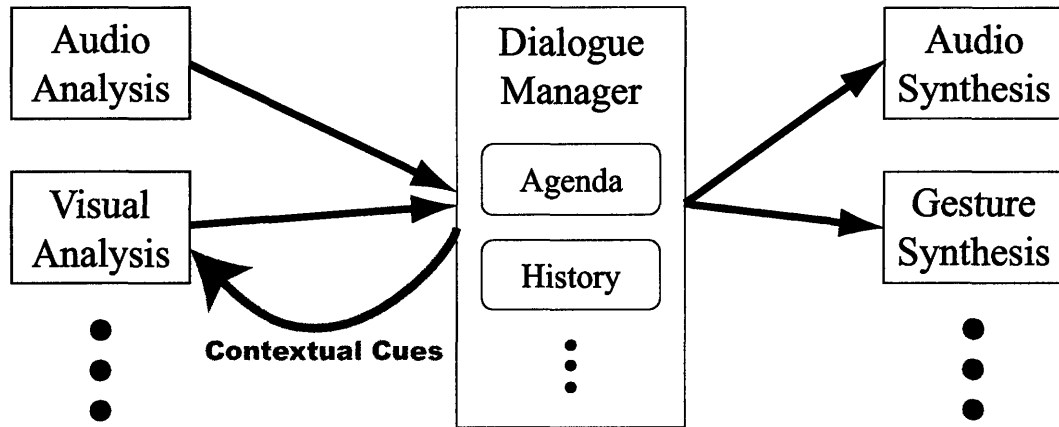 Audio
Analysis
Visual
Analysis
Contextual Cues
Dialogue
Manager
Agenda
History
Audio
Synthesis
Gesture
Synthesis